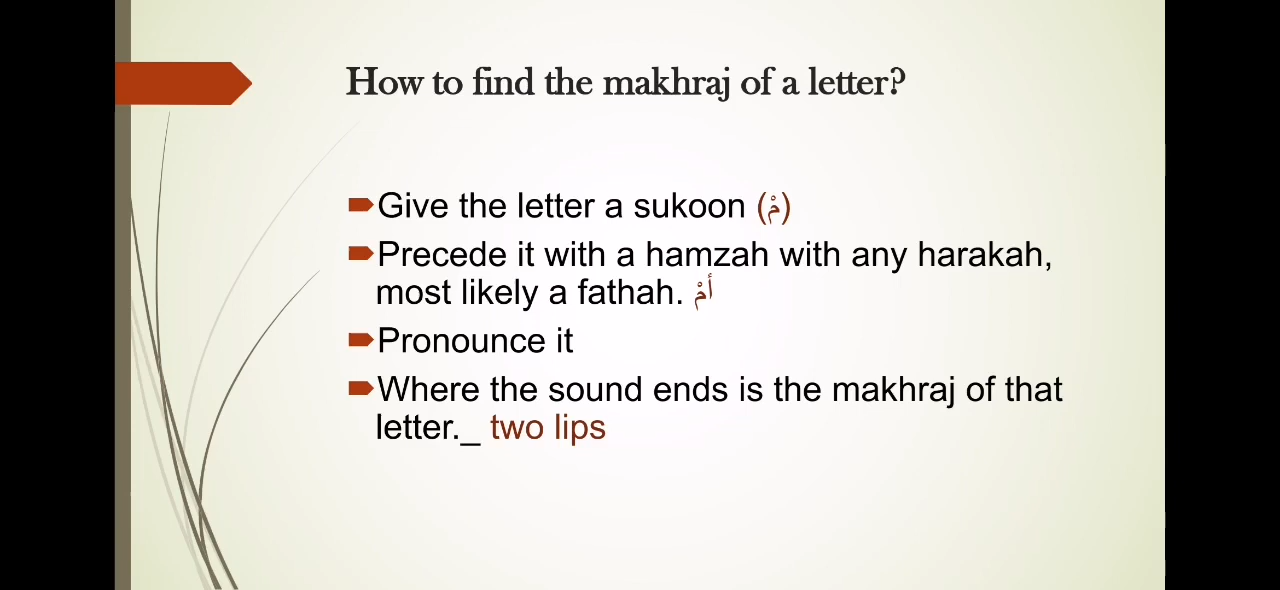 How to find the makhraj of a letter?
Give the letter a sukoon (مْ)
Precede it with a hamzah with any harakah,
most likely a fathah. أمْ
Pronounce it
Where the sound ends is the makhraj of that
letter._ two lips